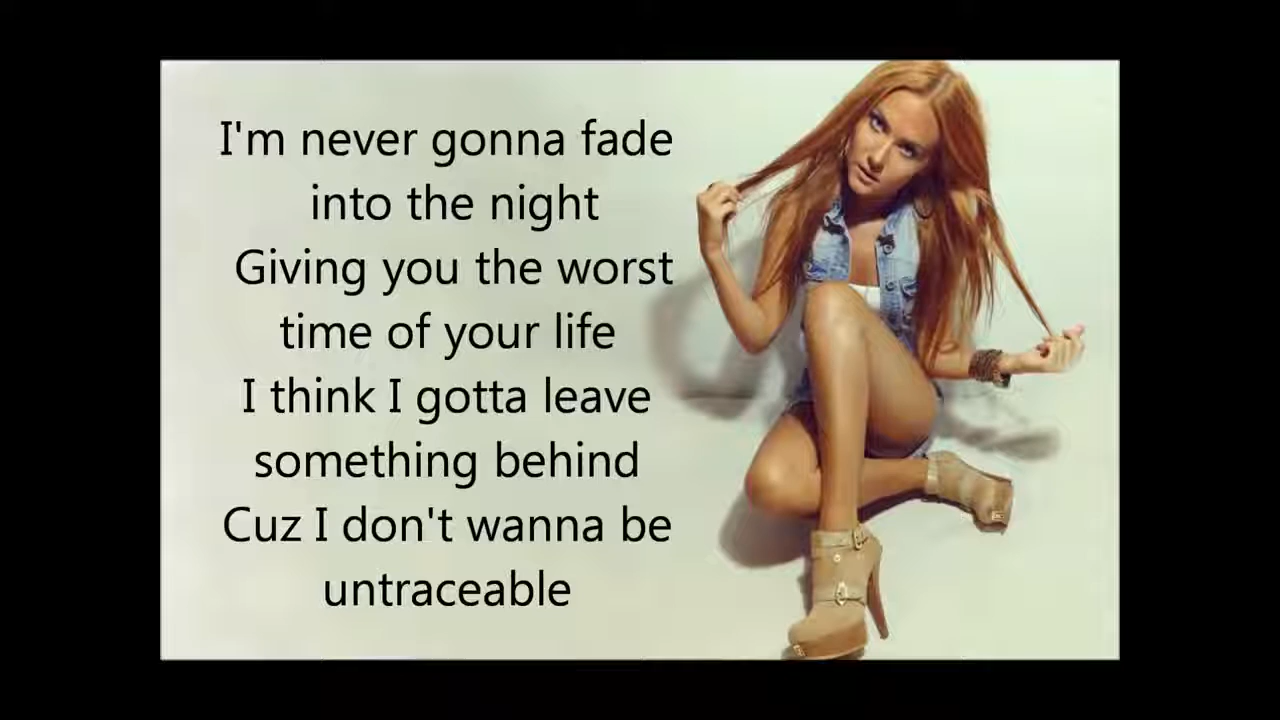 I'm never gonna fade
into the night
Giving you the worst
time of your life
I think I gotta leave
something behind
Cuz I don't wanna be
untraceable